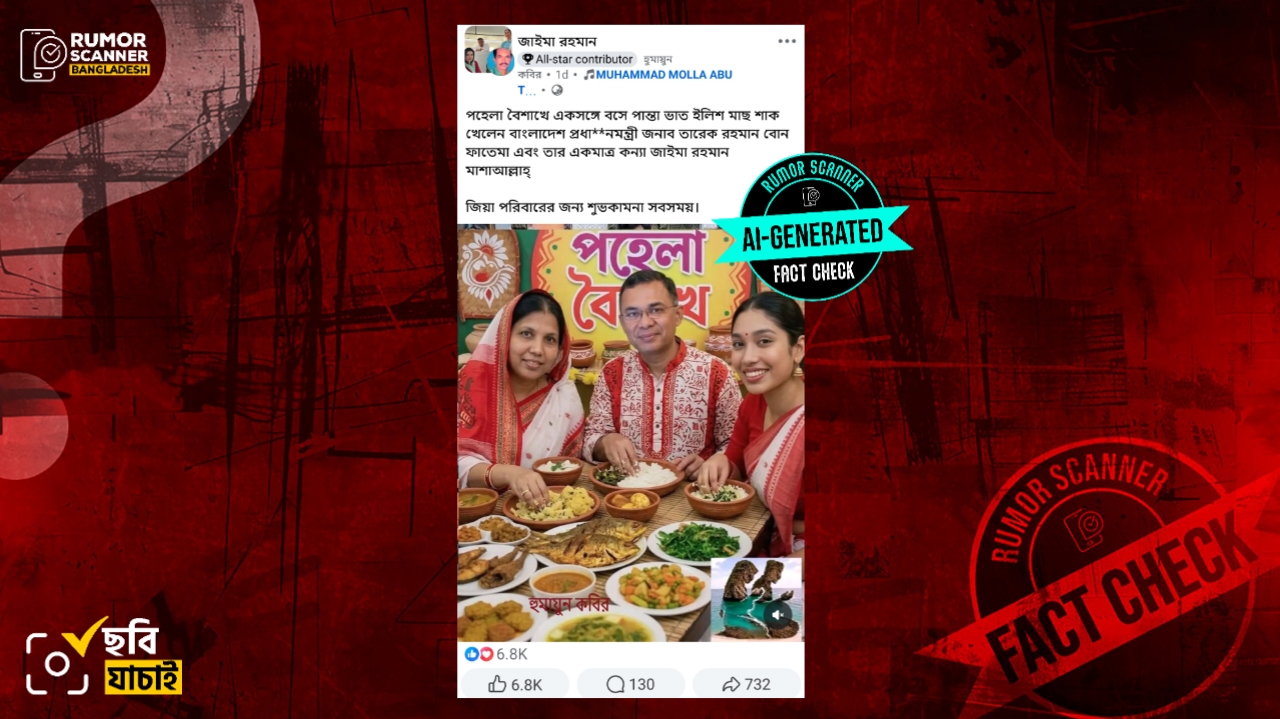 RUMOR
SCANNER
BANGLADESH
জাইমা রহমান
All-star contributor হুমায়ুন
কবির • 1d • MUHAMMAD MOLLA ABU
T... •
পহেলা বৈশাখে একসঙ্গে বসে পান্তা ভাত ইলিশ মাছ শাক
খেলেন বাংলাদেশ প্রধা**নমন্ত্রী জনাব তারেক রহমান বোন
ফাতেমা এবং তার একমাত্র কন্যা জাইমা রহমান
মাশাআল্লাহ্
জিয়া পরিবারের জন্য শুভকামনা সবসময়।
RUMOR SCANNER
AI-GENERATED
FACT CHECK
পহেলা
বৈশাখ
হুমায়ুন কবির
6.8K
6.8K 130 732
ছবি
যাচাই
RUMOR SCANNER
FACT CHECK